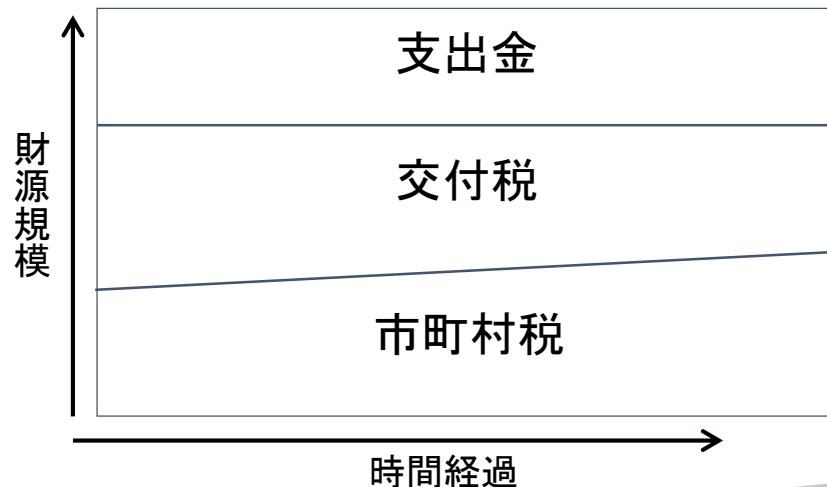 支出金
財源規模
交付税
市町村税
時間経過